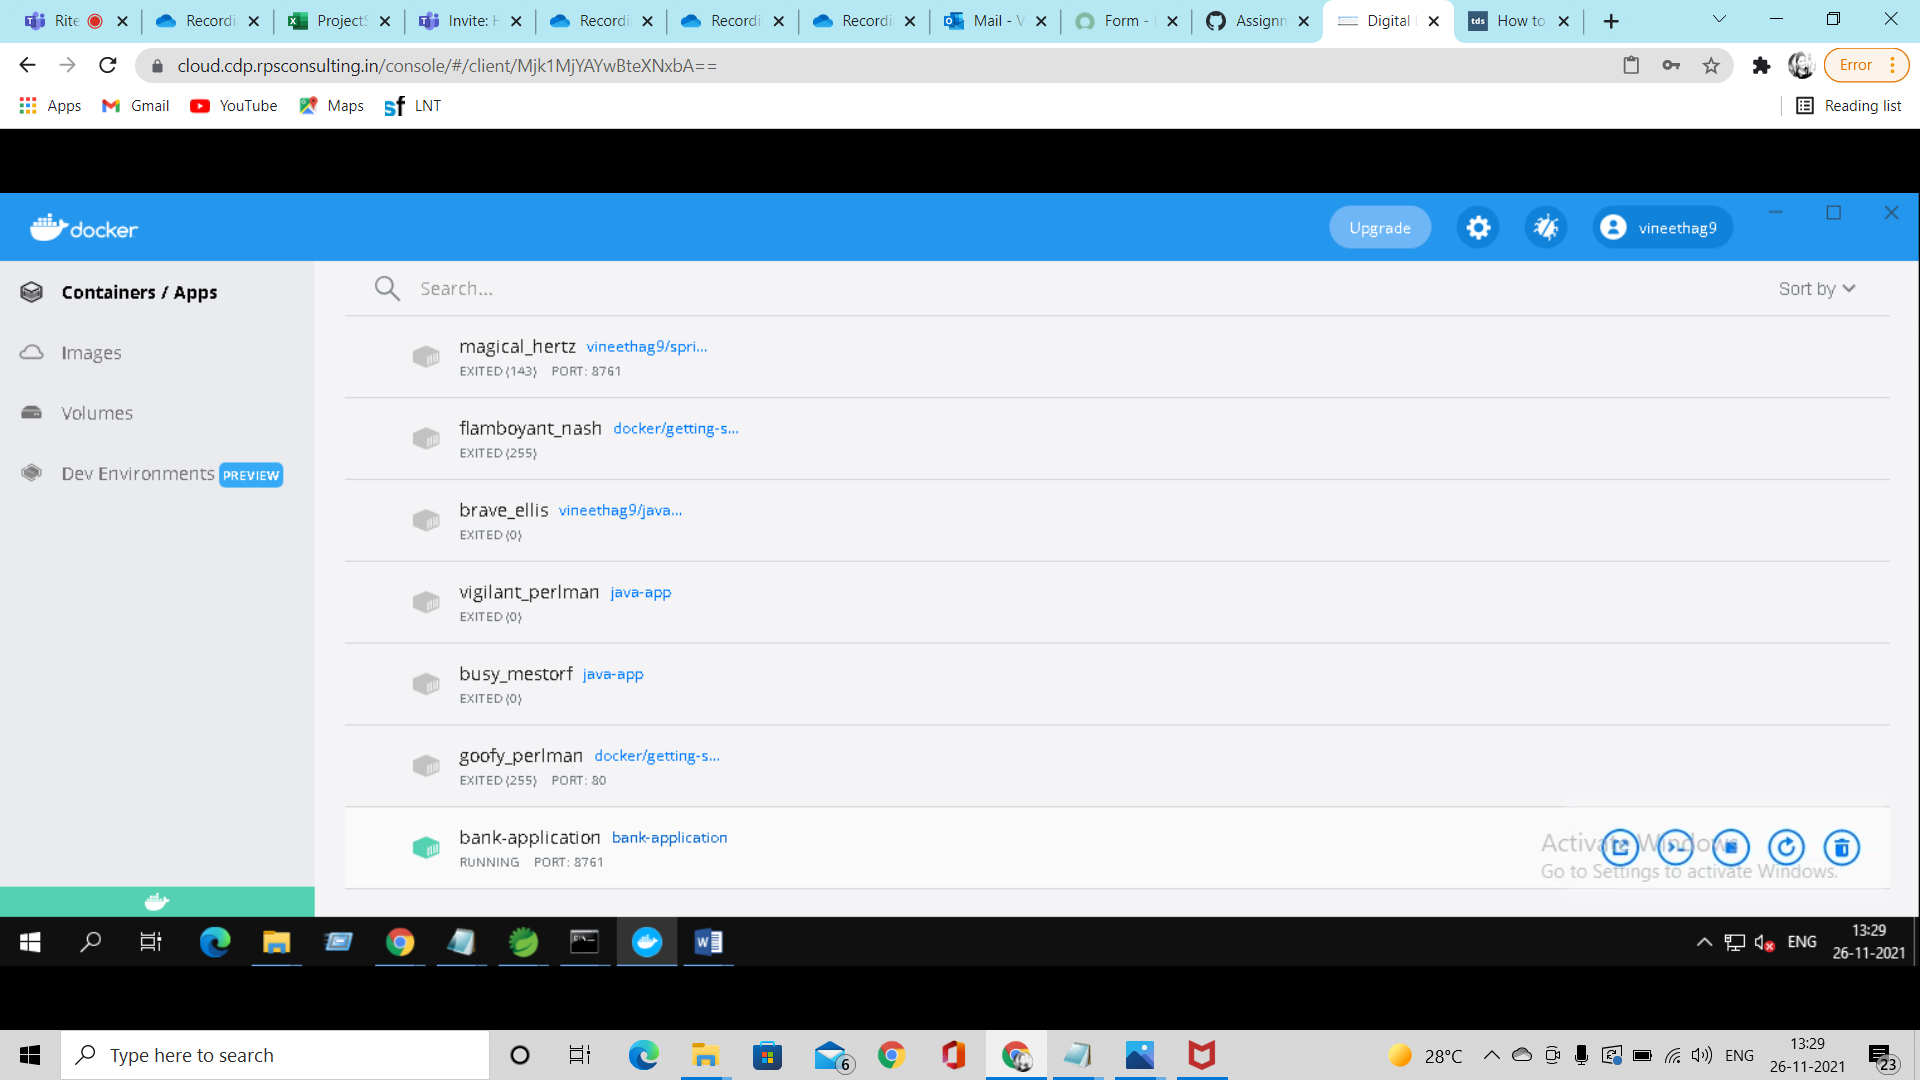 Rite
Recordi
ProjectS
Invite: H
Recordi
Recordi
Recordi
Mail - V
Form -
Assignn
Digital
How to
cloud.cdp.rpsconsulting.in/console/#/client/Mjk1MjYAYwBteXNxbA==
Error
Apps
Gmail
YouTube
Maps
LNT
Reading list
docker
Upgrade
vineethag9
Containers / Apps
Images
Volumes
Dev Environments PREVIEW
Search...
Sort by
magical_hertz vineethag9/spri...
EXITED (143) PORT: 8761
flamboyant_nash docker/getting-s...
EXITED (255)
brave_ellis vineethag9/java...
EXITED (0)
vigilant_perlman java-app
EXITED (0)
busy_mestorf java-app
EXITED (0)
goofy_perlman docker/getting-s...
EXITED (255) PORT: 80
bank-application bank-application
RUNNING PORT: 8761
Activate Windows
Go to Settings to activate Windows.
ENG
13:29
26-11-2021
Type here to search
6
28°C
ENG
13:29
26-11-2021
23